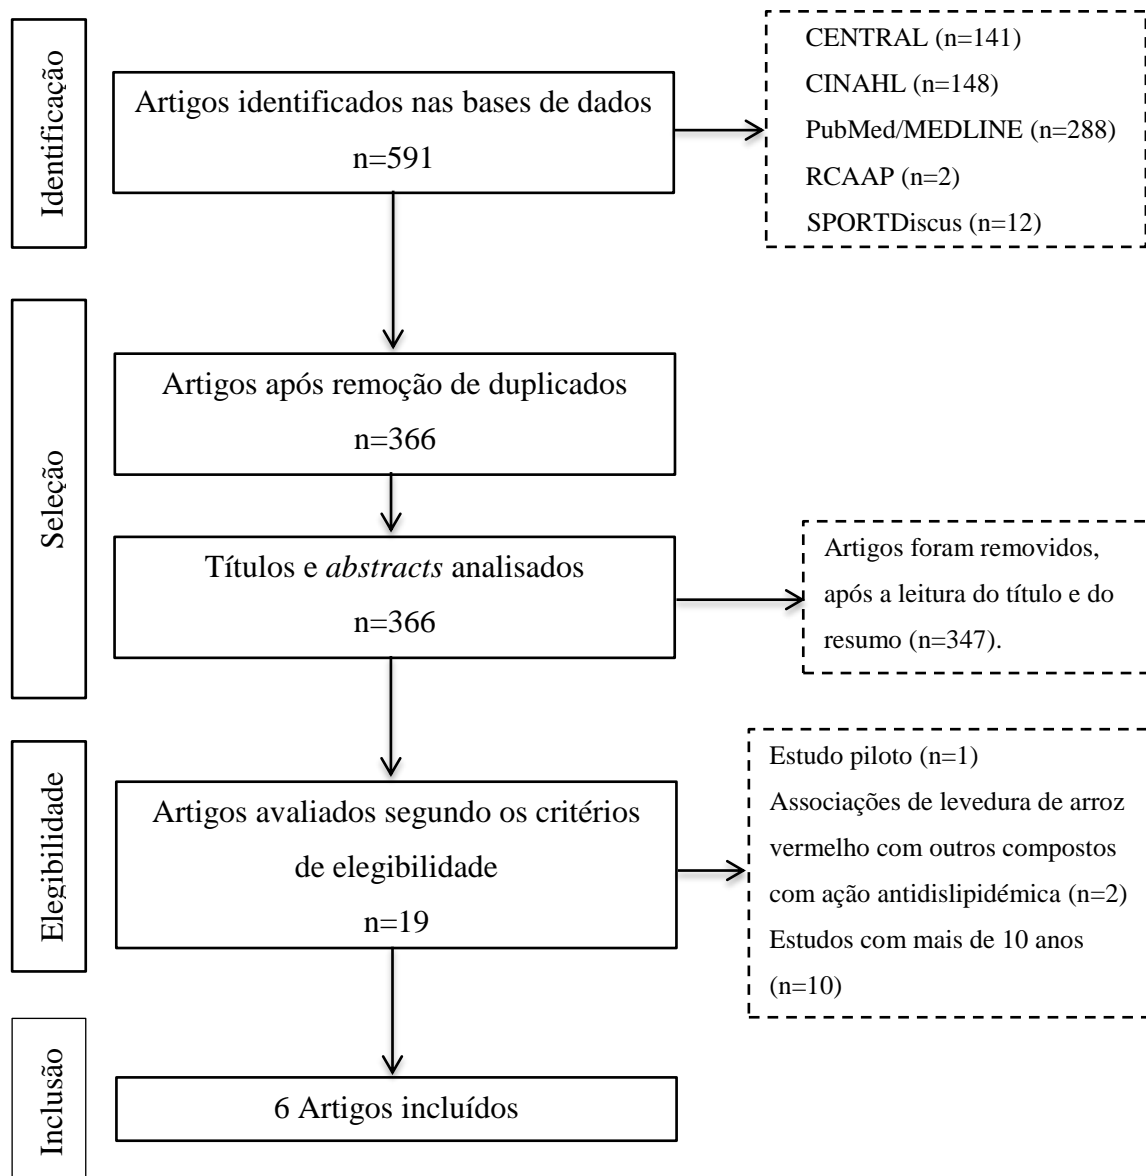 Identificação
Artigos identificados nas bases de dados
n=591
CENTRAL (n=141)
CINAHL (n=148)
PubMed/MEDLINE (n=288)
RCAAP (n=2)
SPORTDiscus (n=12)
Seleção
Artigos após remoção de duplicados
n=366
Títulos e abstracts analisados
n=366
Artigos foram removidos,
após a leitura do título e do
resumo (n=347).
Elegibilidade
Artigos avaliados segundo os critérios
de elegibilidade
n=19
Estudo piloto (n=1)
Associações de levedura de arroz
vermelho com outros compostos
com ação antidislipidémica (n=2)
Estudos com mais de 10 anos
(n=10)
Inclusão
6 Artigos incluídos